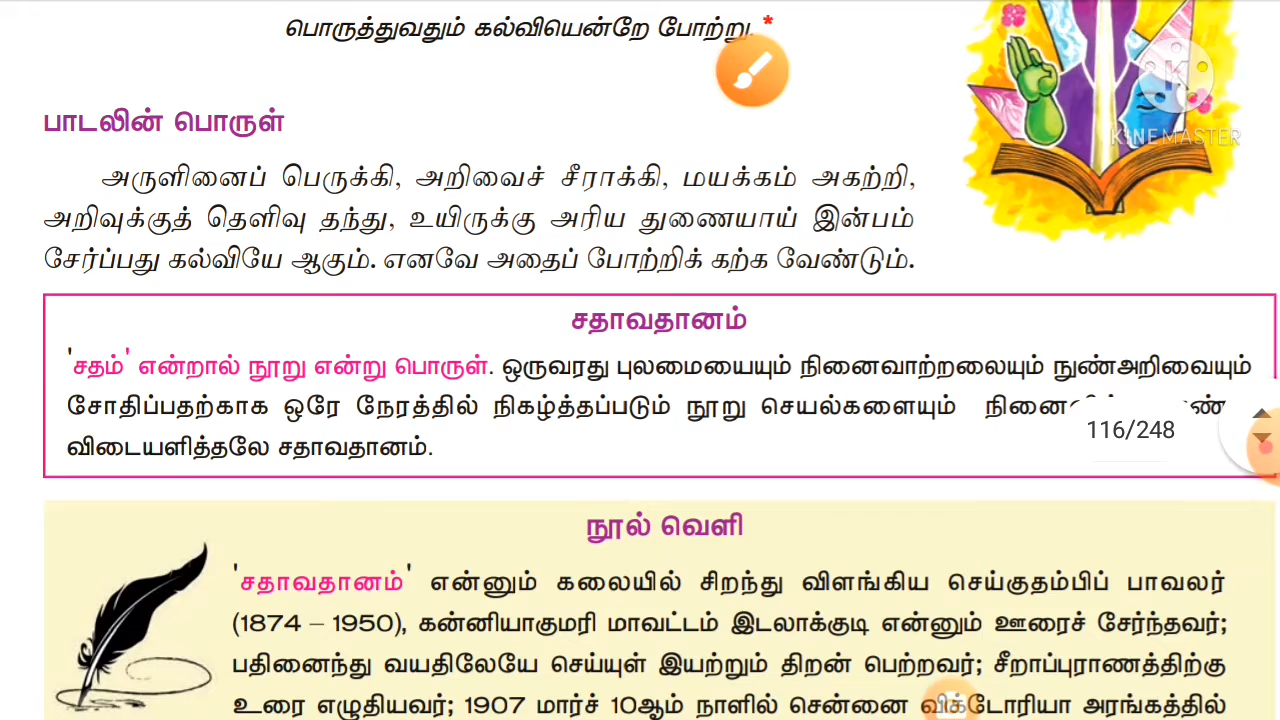 பொருத்துவதும் கல்வியென்றே போற்று. *
KINEMASTER
பாடலின் பொருள்
அருளினைப் பெருக்கி, அறிவைச் சீராக்கி, மயக்கம் அகற்றி,
அறிவுக்குத் தெளிவு தந்து, உயிருக்கு அரிய துணையாய் இன்பம்
சேர்ப்பது கல்வியே ஆகும். எனவே அதைப் போற்றிக் கற்க வேண்டும்.
சதாவதானம்
'சதம்' என்றால் நூறு என்று பொருள். ஒருவரது புலமையையும் நினைவாற்றலையும் நுண்அறிவையும்
சோதிப்பதற்காக ஒரே நேரத்தில் நிகழ்த்தப்படும் நூறு செயல்களையும்
116/248
விடையளித்தலே சதாவதானம்.
நூல் வெளி
'சதாவதானம்' என்னும் கலையில் சிறந்து விளங்கிய செய்குதம்பிப் பாவலர்
(1874 – 1950), கன்னியாகுமரி மாவட்டம் இடலாக்குடி என்னும் ஊரைச் சேர்ந்தவர்;
பதினைந்து வயதிலேயே செய்யுள் இயற்றும் திறன் பெற்றவர்; சீறாப்புராணத்திற்கு
உரை எழுதியவர்; 1907 மார்ச் 10ஆம் நாளில் சென்னை விக்டோரியா அரங்கத்தில்